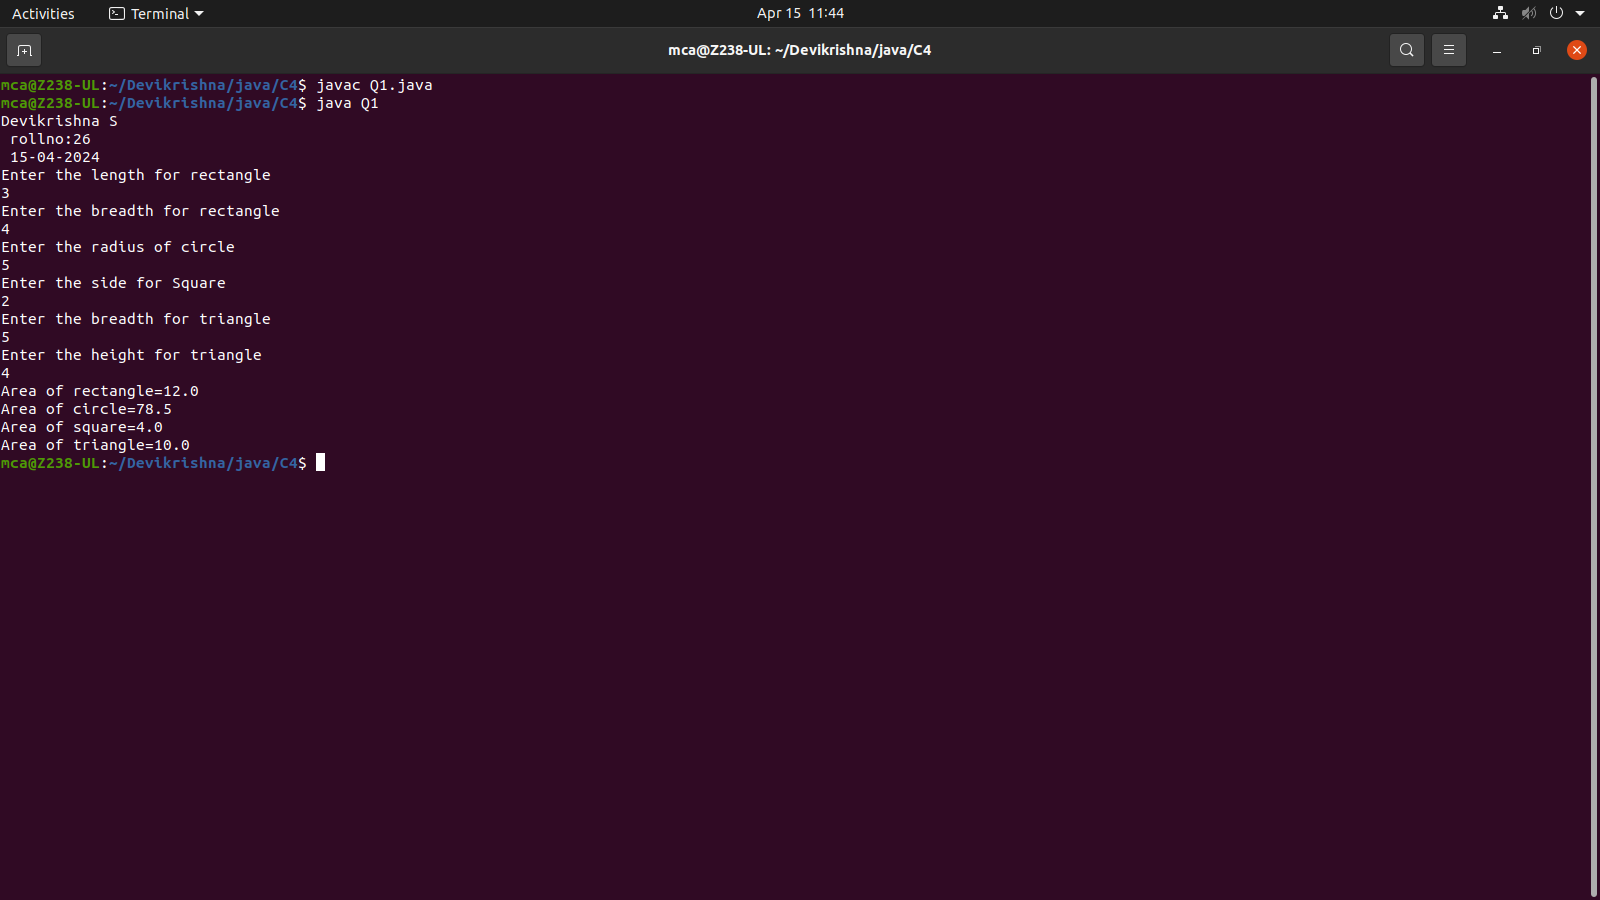 Activities Terminal Apr 15 11:44
mca@Z238-UL: ~/Devikrishna/java/C4
mca@Z238-UL:~/Devikrishna/java/C4$ javac Q1.java
mca@Z238-UL:~/Devikrishna/java/C4$ java Q1
Devikrishna S
 rollno:26
 15-04-2024
Enter the length for rectangle
3
Enter the breadth for rectangle
4
Enter the radius of circle
5
Enter the side for Square
2
Enter the breadth for triangle
5
Enter the height for triangle
4
Area of rectangle=12.0
Area of circle=78.5
Area of square=4.0
Area of triangle=10.0
mca@Z238-UL:~/Devikrishna/java/C4$